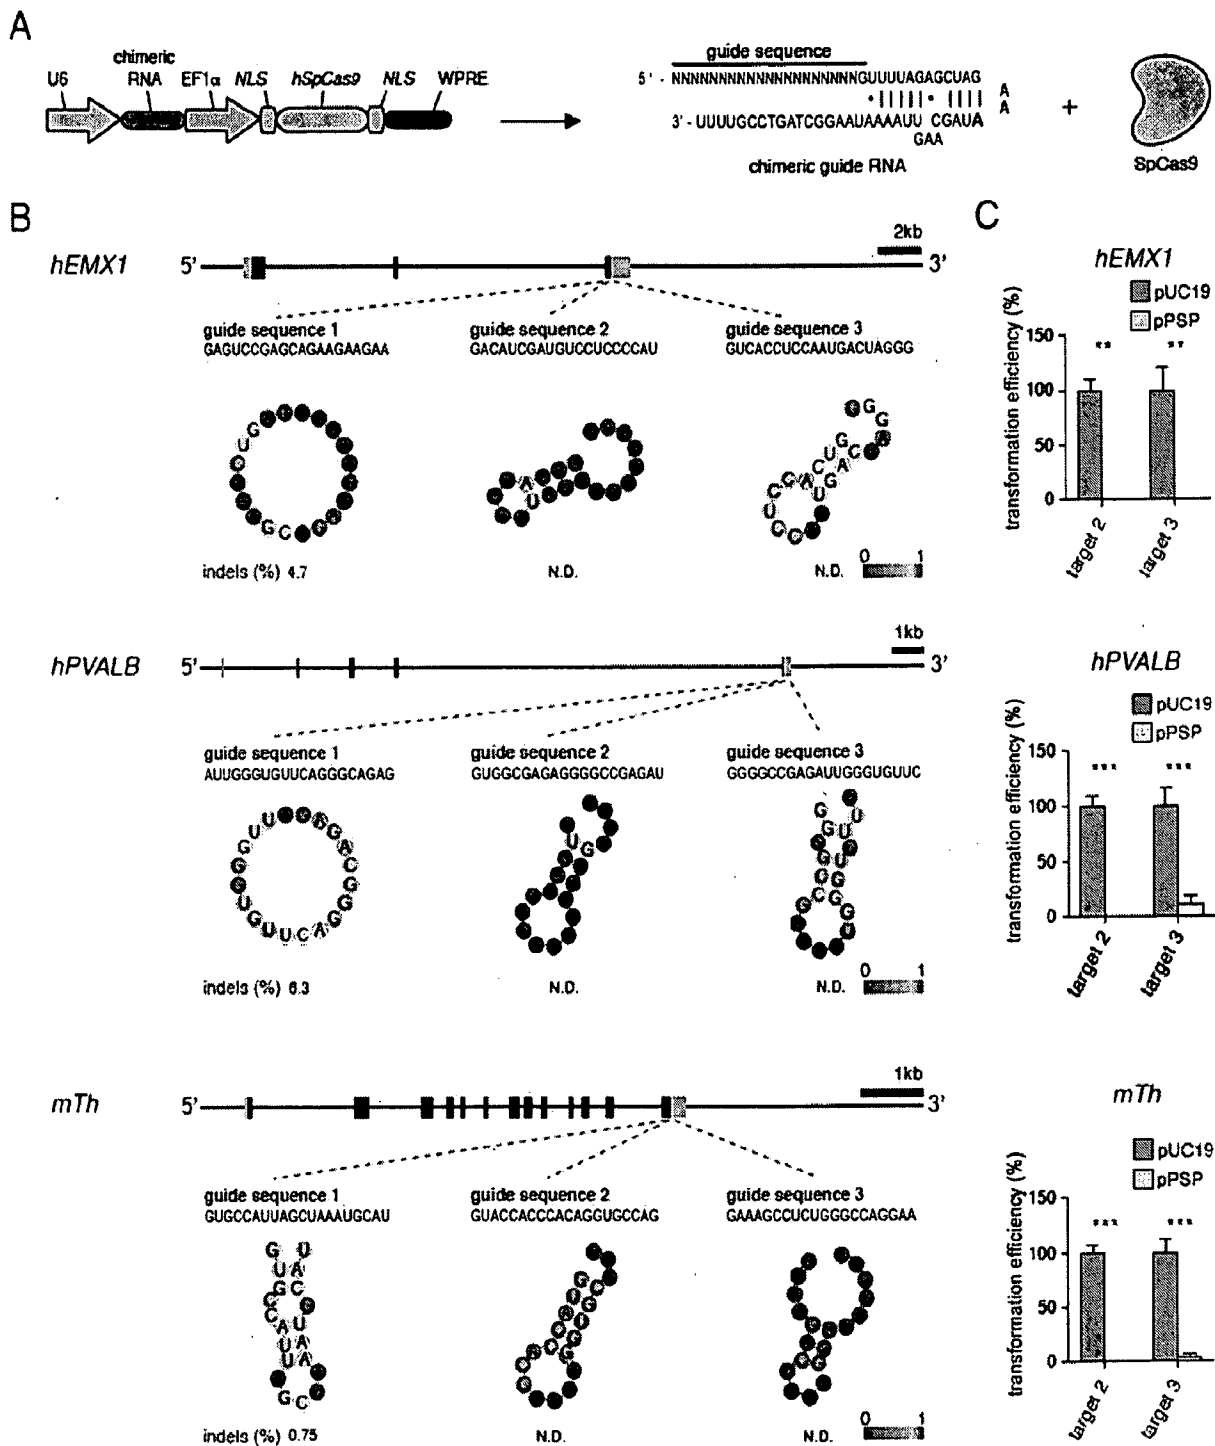 A
chimeric
U6 RNA EF1α NLS hSpCas9 NLS WPRE
guide sequence
5' - NNNNNNNNNNNNNNNNNNNNGUUUUAGAGCUAG
A
A
3' - UUUUGCCTGATCGGAAUAAAAUU CGAUA
GAA
chimeric guide RNA
+
SpCas9
B
hEMX1 5' 2kb 3'
guide sequence 1 guide sequence 2 guide sequence 3
GAGUCCGAGCAGAAGAAGAA GACAUCGAUGUCCUCCCCAU GUCACCUCCAAUGACUAGGG
indels (%) 4.7 N.D. N.D. 0 1
hPVALB 5' 1kb 3'
guide sequence 1 guide sequence 2 guide sequence 3
AUUGGGUGUUCAGGGCAGAG GUGGCGAGAGGGGCCGAGAU GGGGCCGAGAUUGGGUGUUC
indels (%) 6.3 N.D. N.D. 0 1
mTh 5' 1kb 3'
guide sequence 1 guide sequence 2 guide sequence 3
GUGCCAUUAGCUAAAUGCAU GUACCACCCACAGGUGCCAG GAAAGCCUCUGGGCCAGGAA
indels (%) 0.75 N.D. N.D. 0 1
C
hEMX1
pUC19
pPSP
transformation efficiency (%)
150
** **
100
50
0
target 2 target 3
hPVALB
pUC19
pPSP
transformation efficiency (%)
150
*** ***
100
50
0
target 2 target 3
mTh
pUC19
pPSP
transformation efficiency (%)
150
*** ***
100
50
0
target 2 target 3